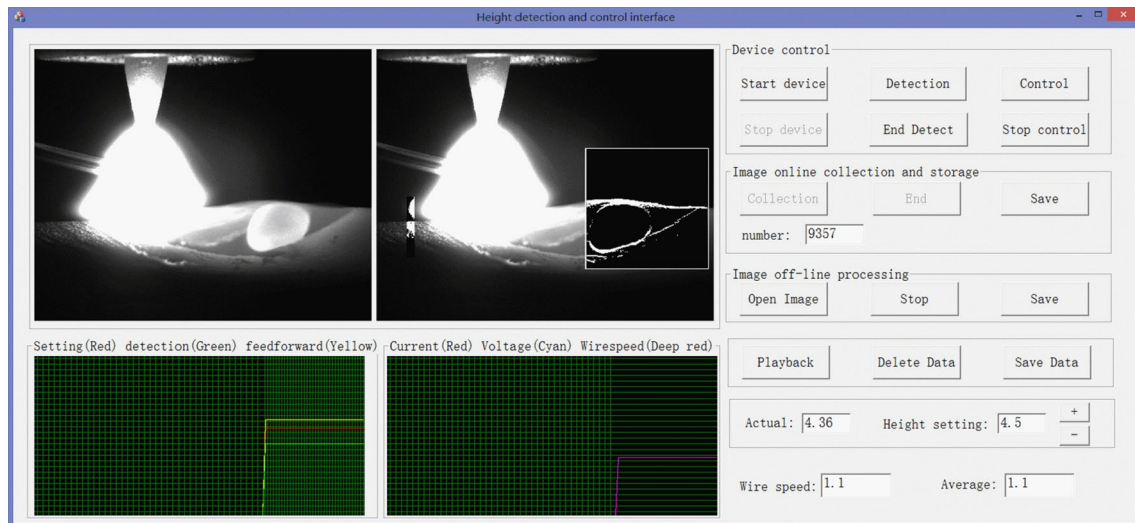 Height detection and control interface
Device control
Start device Detection Control
Stop device End Detect Stop control
Image online collection and storage
Collection End Save
number: 9357
Image off-line processing
Open Image Stop Save
Setting(Red) detection(Green) feedforward(Yellow)
Current(Red) Voltage(Cyan) Wirespeed(Deep red)
Playback Delete Data Save Data
Actual: 4.36 Height setting: 4.5 + -
Wire speed: 1.1 Average: 1.1